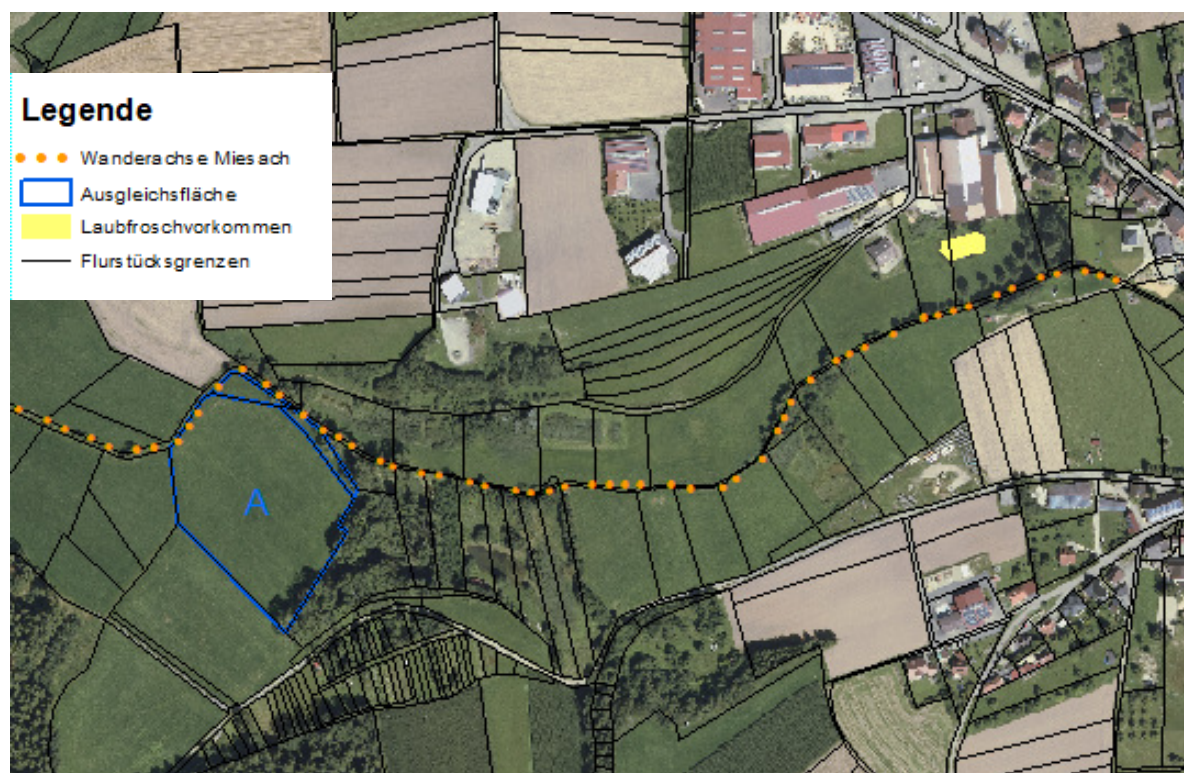 Legende
Wanderachse Miesach
Ausgleichsfläche
Laubfroschvorkommen
Flurstücksgrenzen
A